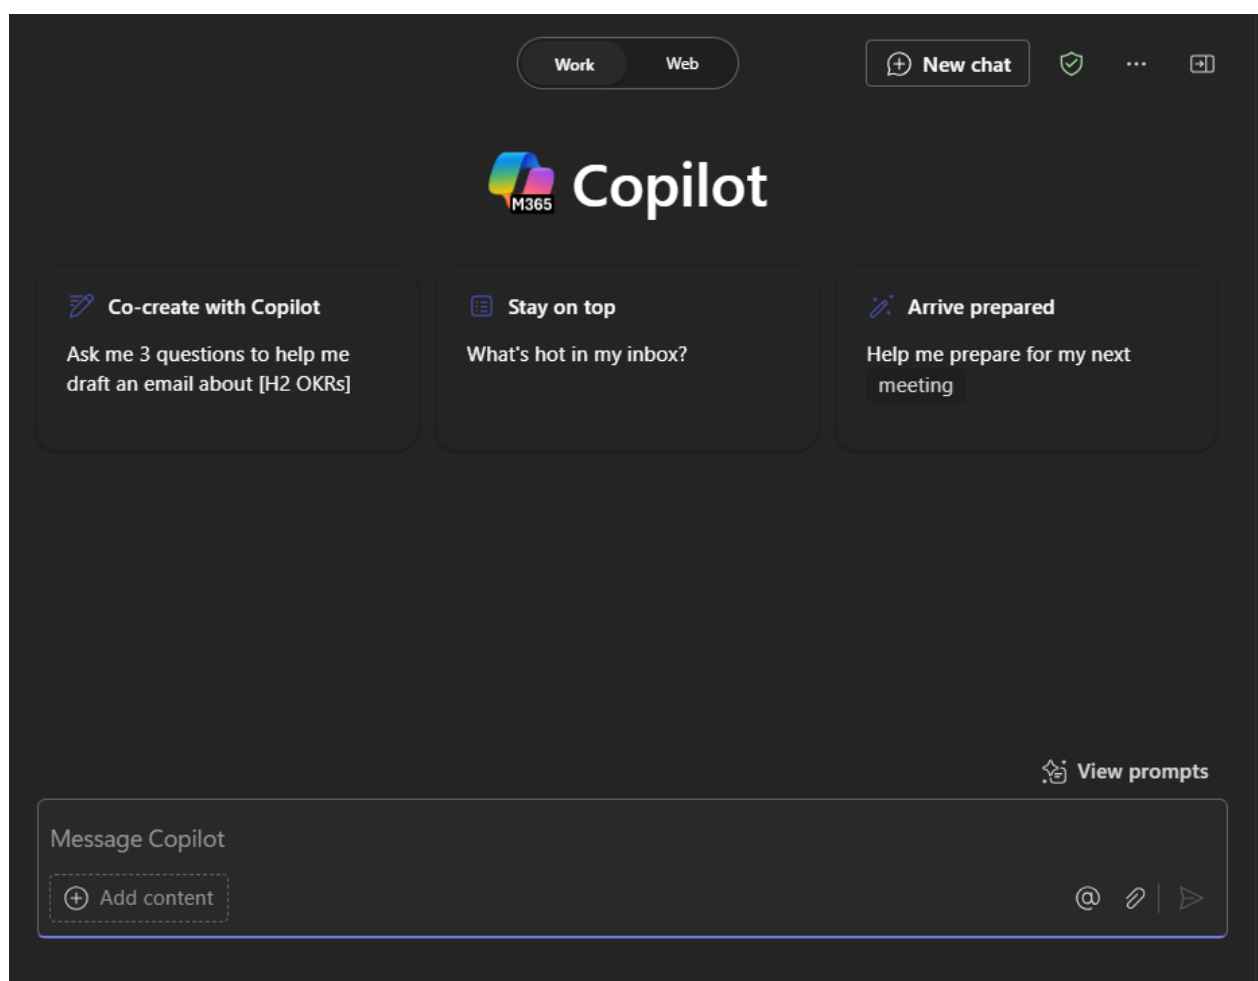 Work
Web
New chat
M365
Copilot
Co-create with Copilot
Ask me 3 questions to help me
draft an email about [H2 OKRs]
Stay on top
What's hot in my inbox?
Arrive prepared
Help me prepare for my next
meeting
View prompts
Message Copilot
Add content